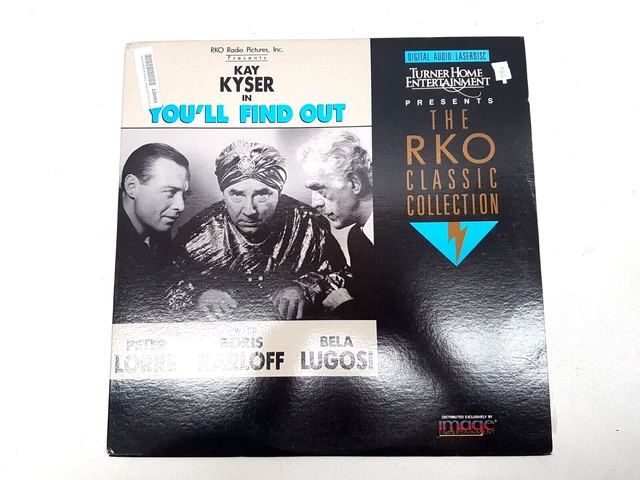 RKO Radio Pictures, Inc.
Presents
KAY
KYSER
IN
YOU'LL FIND OUT
WITH
PETER
LORRE
BORIS
KARLOFF
BELA
LUGOSI
DIGITAL AUDIO LASERDISC
TURNER HOME
ENTERTAINMENT
PRESENTS
THE
RKO
CLASSIC
COLLECTION
DISTRIBUTED EXCLUSIVELY BY
image
ENTERTAINMENT